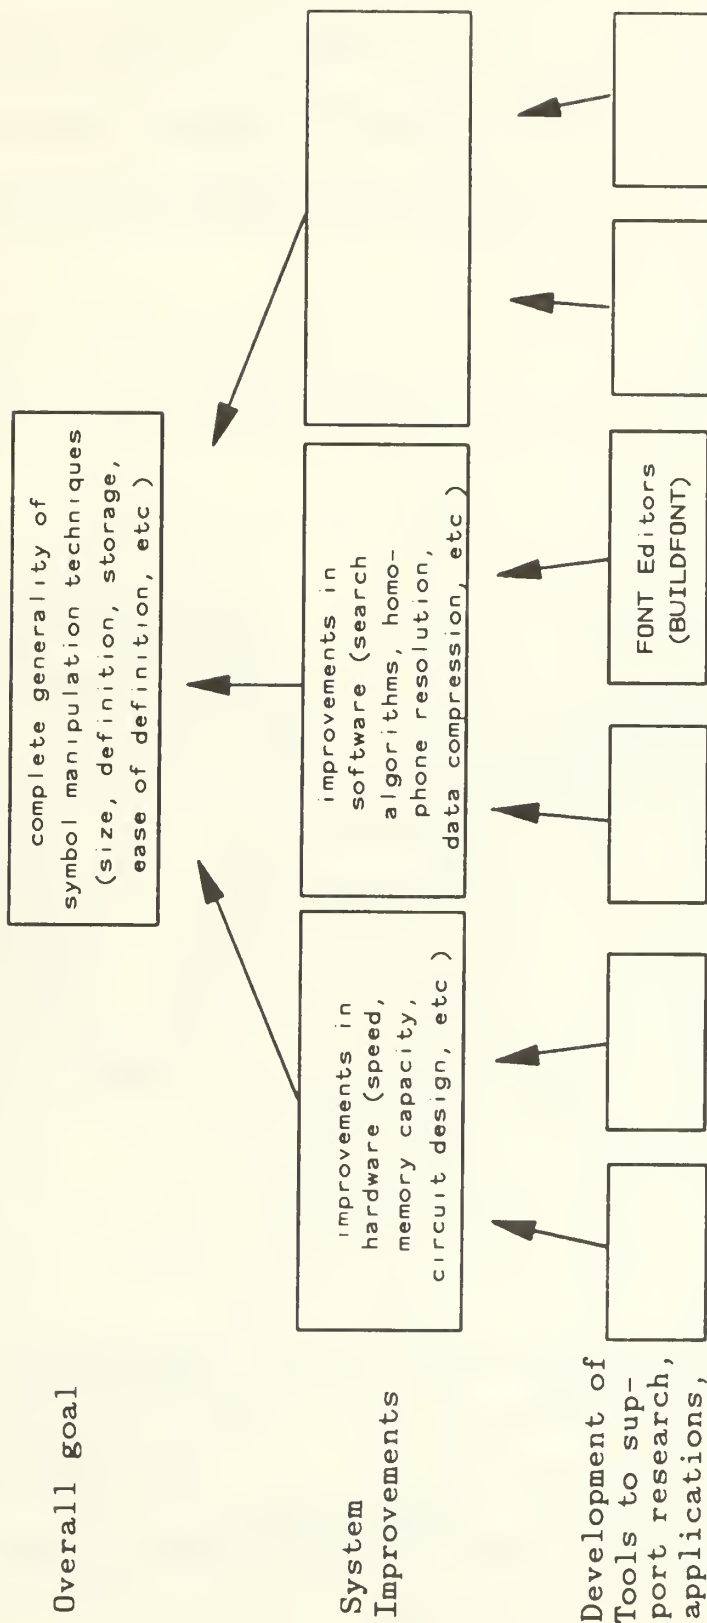 Overall goal
complete generality of
symbol manipulation techniques
(size, definition, storage,
ease of definition, etc )
System
Improvements
improvements in
hardware (speed,
memory capacity,
circuit design, etc )
improvements in
software (search
algorithms, homo-
phone resolution,
data compression, etc )
Development of
Tools to sup-
port research,
applications,
FONT Editors
(BUILDFONT)